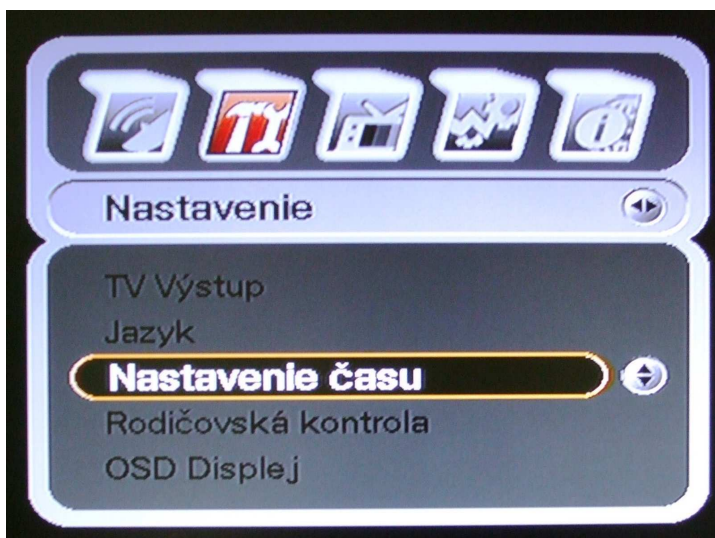 Nastavenie
TV Výstup
Jazyk
Nastavenie času
Rodičovská kontrola
OSD Displej